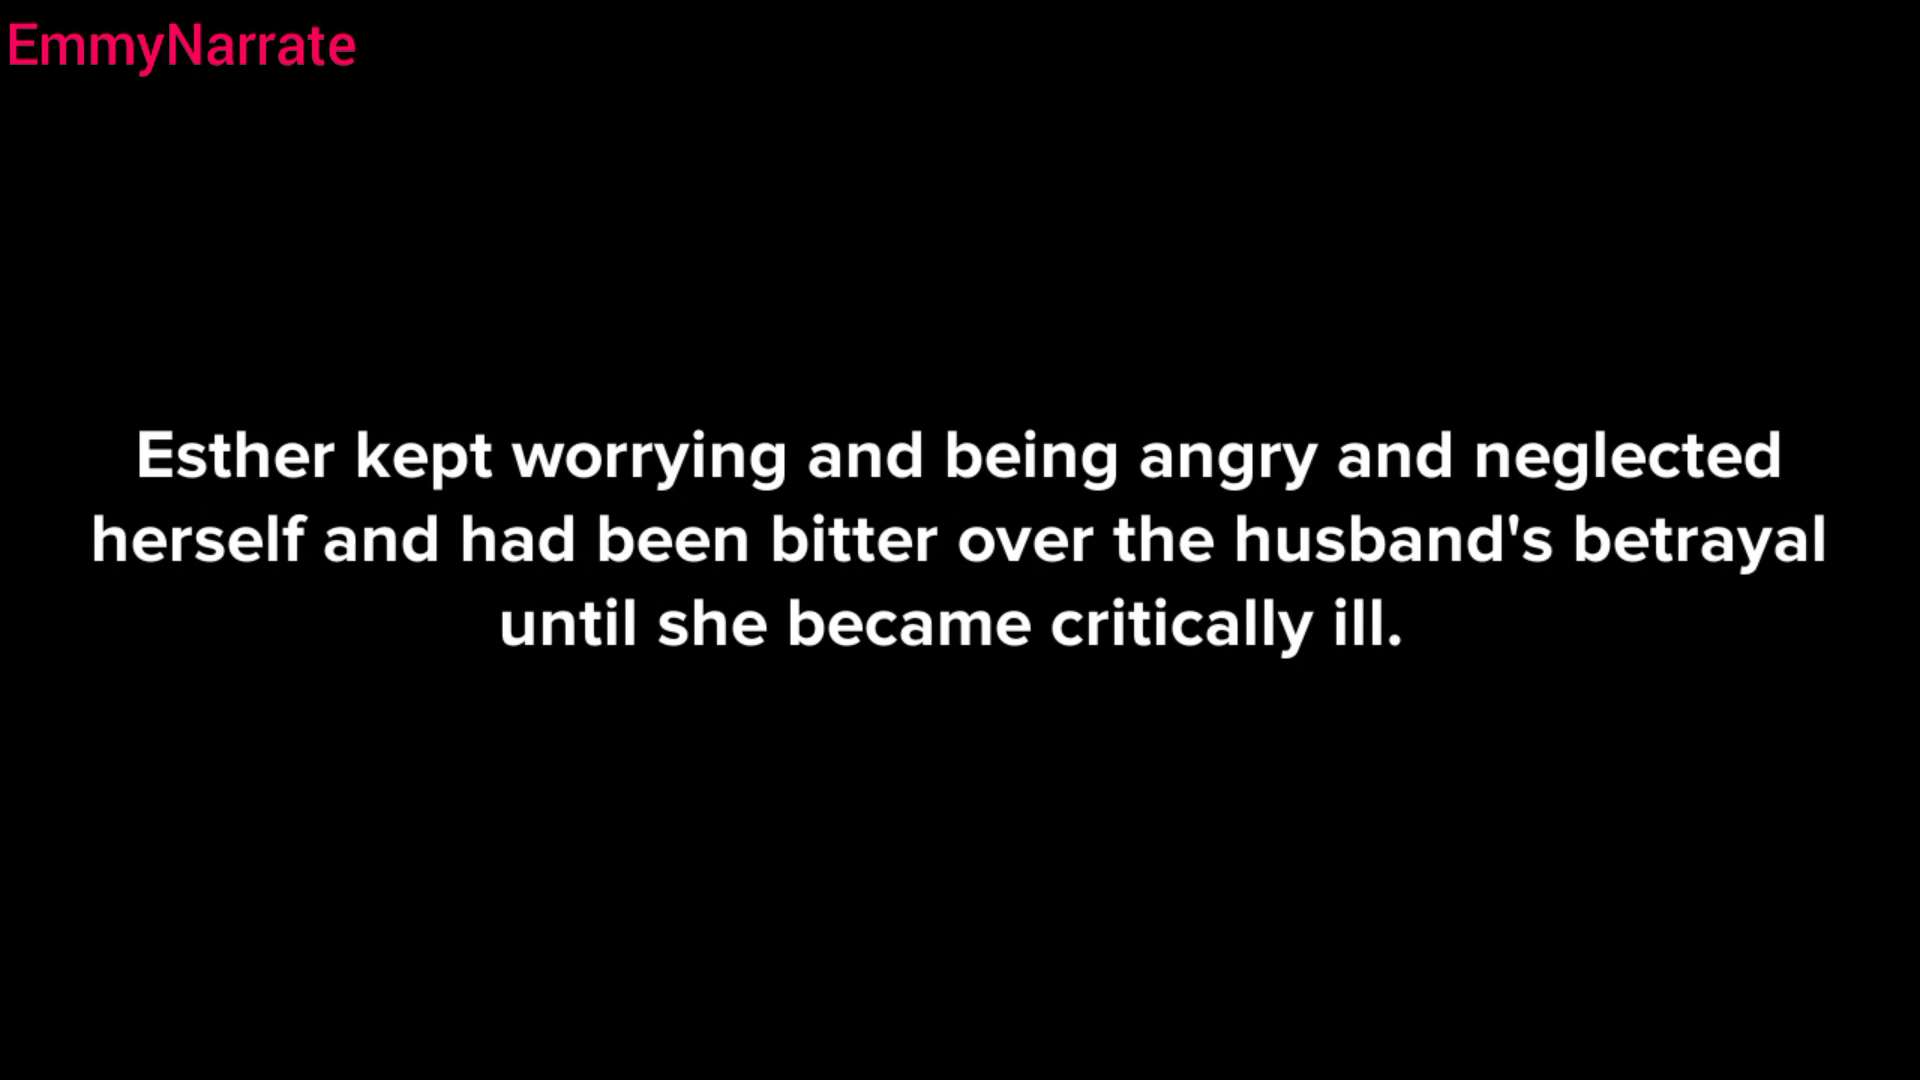 EmmyNarrate
Esther kept worrying and being angry and neglected
herself and had been bitter over the husband's betrayal
until she became critically ill.